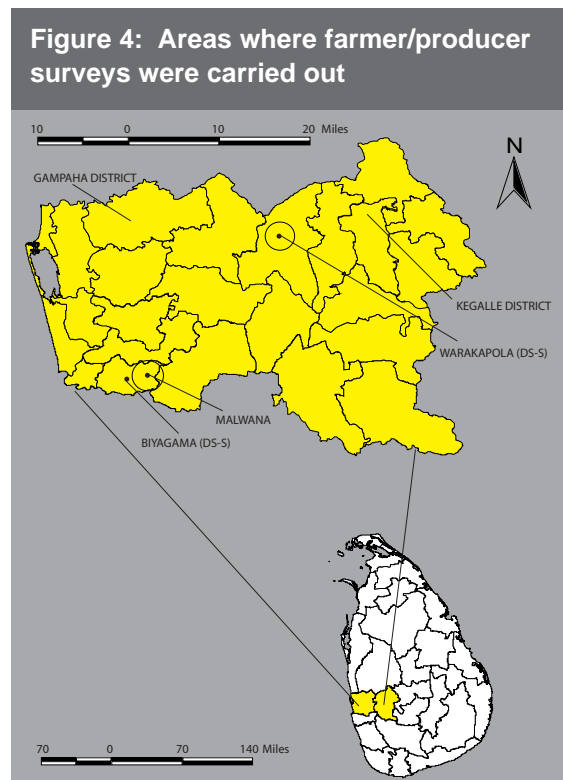 Figure 4: Areas where farmer/producer
surveys were carried out
10 0 10 20 Miles
N
GAMPAHA DISTRICT
KEGALLE DISTRICT
WARAKAPOLA (DS-S)
MALWANA
BIYAGAMA (DS-S)
70 0 70 140 Miles